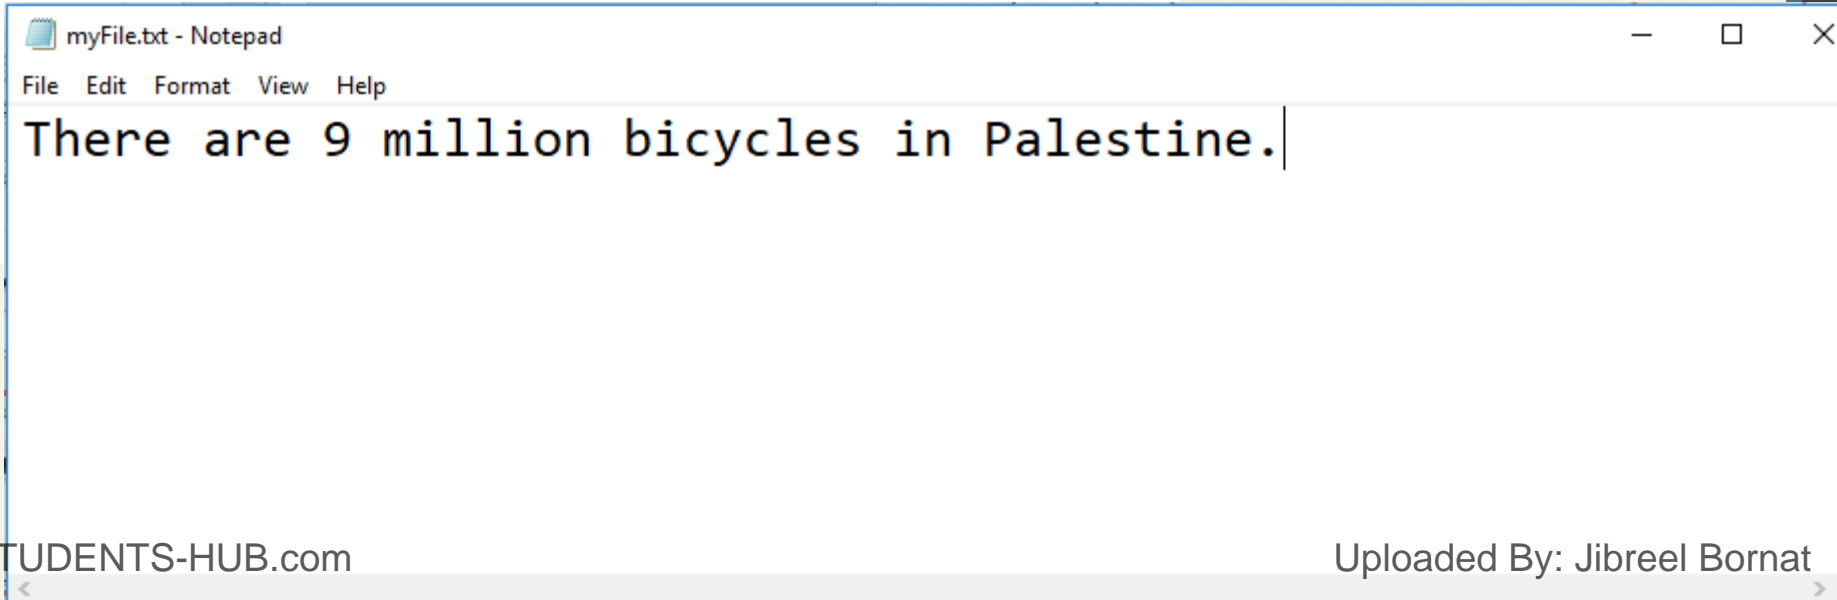 myFile.txt - Notepad
File Edit Format View Help
There are 9 million bicycles in Palestine.
TUDENTS-HUB.com
Uploaded By: Jibreel Bornat